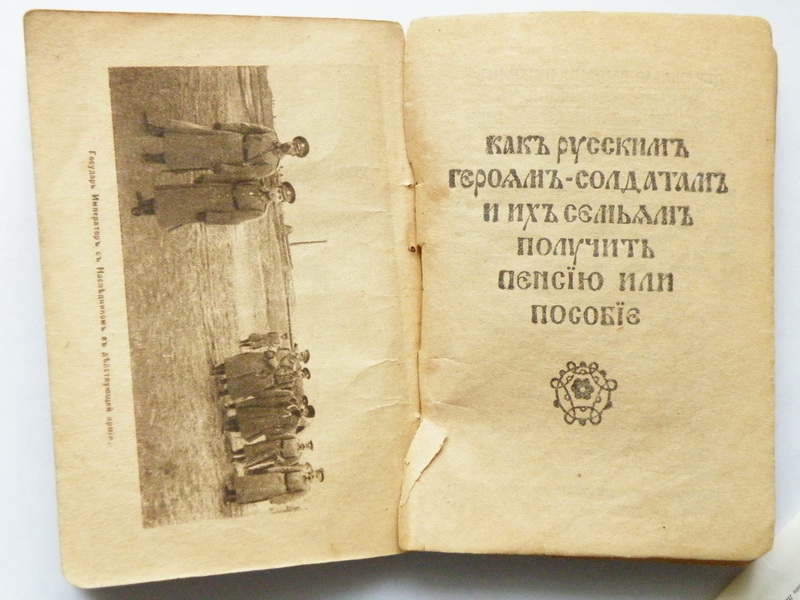 Государь Императоръ съ Наслѣдникомъ въ дѣйствующей арміи.
КАКЪ РУССКИМЪ
ГЕРОЯМЪ-СОЛДАТАМЪ
И ИХЪ СЕМЬЯМЪ
ПОЛУЧИТЬ
ПЕНСІЮ ИЛИ
ПОСОБІЕ